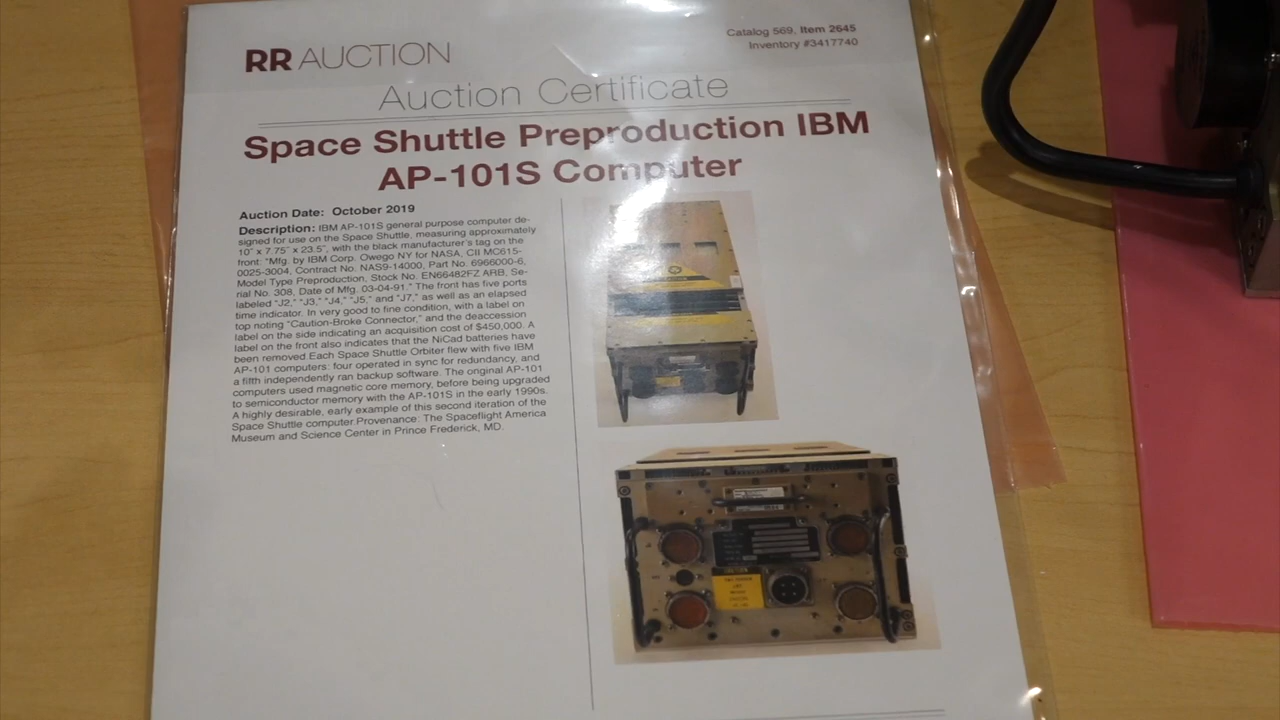 RR AUCTION
Catalog 569, Item 2645
Inventory #3417740
Auction Certificate
Space Shuttle Preproduction IBM
AP-101S Computer
Auction Date: October 2019
Description: IBM AP-101S general purpose computer de-
signed for use on the Space Shuttle, measuring approximately
10" x 7.75" x 23.5", with the black manufacturer's tag on the
front: "Mfg. by IBM Corp. Owego NY for NASA, CII MC615-
0025-3004, Contract No. NAS9-14000, Part No. 6966000-6,
Model Type Preproduction, Stock No. EN66482FZ ARB, Se-
rial No. 308, Date of Mfg. 03-04-91." The front has five ports
labeled "J2," "J3," "J4," "J5," and "J7," as well as an elapsed
time indicator. In very good to fine condition, with a label on
top noting "Caution-Broke Connector," and the deaccession
label on the side indicating an acquisition cost of $450,000. A
label on the front also indicates that the NiCad batteries have
been removed Each Space Shuttle Orbiter flew with five IBM
AP-101 computers: four operated in sync for redundancy, and
a fifth independently ran backup software. The original AP-101
computers used magnetic core memory, before being upgraded
to semiconductor memory with the AP-101S in the early 1990s.
A highly desirable, early example of this second iteration of the
Space Shuttle computer.Provenance: The Spaceflight America
Museum and Science Center in Prince Frederick, MD.